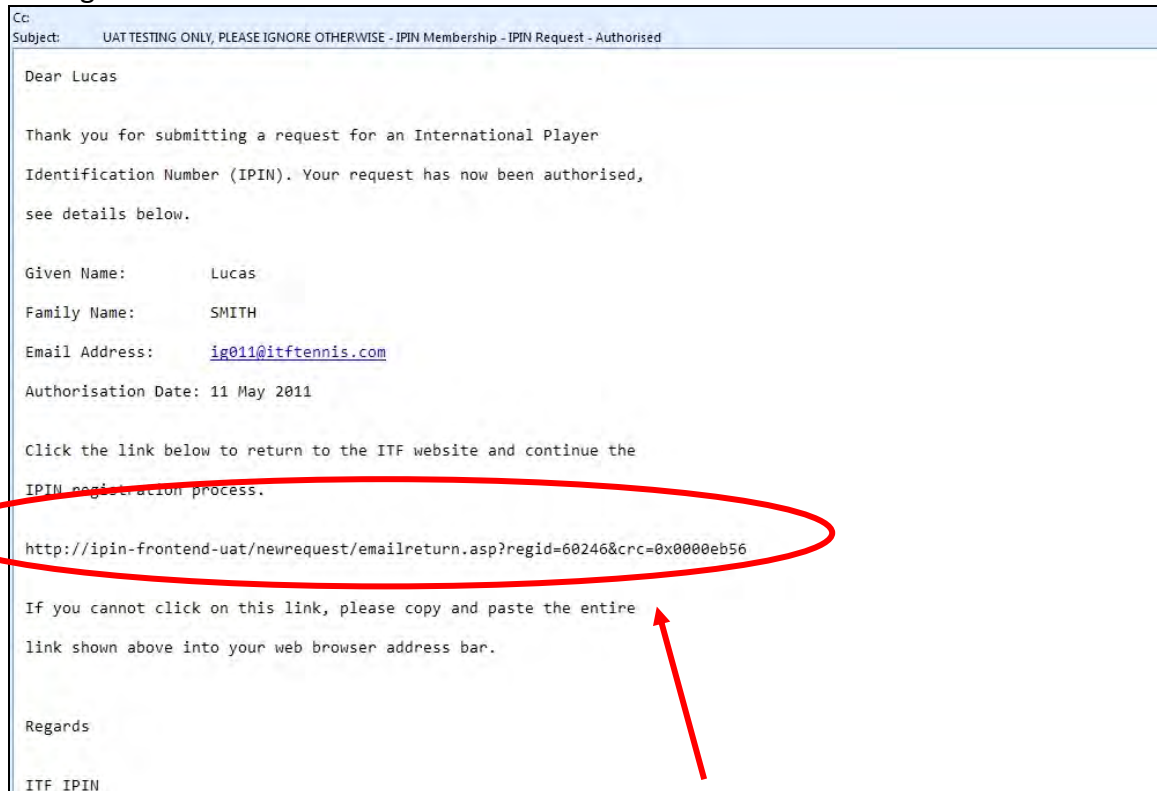 Cc:
Subject: UAT TESTING ONLY, PLEASE IGNORE OTHERWISE - IPIN Membership - IPIN Request - Authorised
Dear Lucas
Thank you for submitting a request for an International Player
Identification Number (IPIN). Your request has now been authorised,
see details below.
Given Name: Lucas
Family Name: SMITH
Email Address: ig011@itftennis.com
Authorisation Date: 11 May 2011
Click the link below to return to the ITF website and continue the
IPIN registration process.
http://ipin-frontend-uat/newrequest/emailreturn.asp?regid=60246&crc=0x0000eb56
If you cannot click on this link, please copy and paste the entire
link shown above into your web browser address bar.
Regards
ITF IPIN